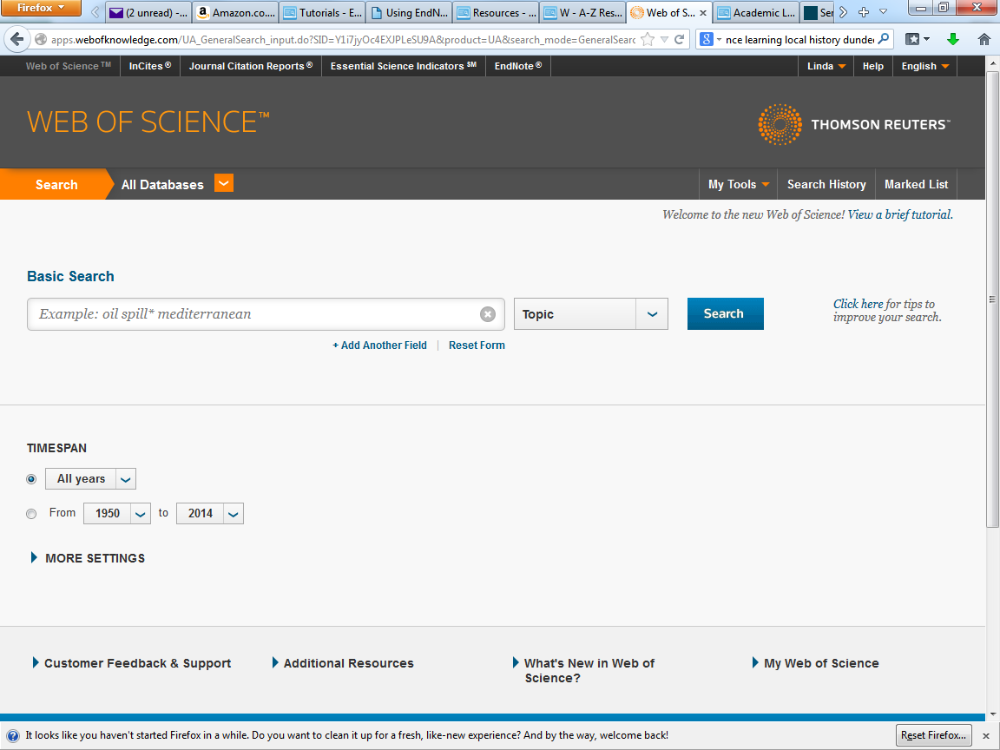 Firefox
(2 unread) -...
Amazon.co....
Tutorials - E...
Using EndN...
Resources - ...
W - A-Z Res...
Web of S...
Academic L...
Ser
apps.webofknowledge.com/UA_GeneralSearch_input.do?SID=Y1i7jyOc4EXJPLeSU9A&product=UA&search_mode=GeneralSearc
nce learning local history dunde
Web of Science™ InCites® Journal Citation Reports® Essential Science Indicators℠ EndNote® Linda Help English
WEB OF SCIENCE™
THOMSON REUTERS™
Search All Databases My Tools Search History Marked List
Welcome to the new Web of Science! View a brief tutorial.
Basic Search
Example: oil spill* mediterranean
Topic
Search
Click here for tips to
improve your search.
+ Add Another Field | Reset Form
TIMESPAN
All years
From 1950 to 2014
MORE SETTINGS
Customer Feedback & Support
Additional Resources
What's New in Web of
Science?
My Web of Science
It looks like you haven't started Firefox in a while. Do you want to clean it up for a fresh, like-new experience? And by the way, welcome back!
Reset Firefox...